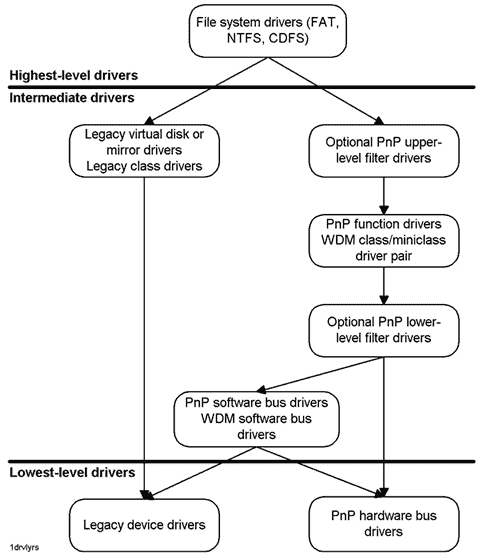 File system drivers (FAT,
NTFS, CDFS)
Highest-level drivers
Intermediate drivers
Legacy virtual disk or
mirror drivers
Legacy class drivers
Optional PnP upper-
level filter drivers
PnP function drivers
WDM class/miniclass
driver pair
Optional PnP lower-
level filter drivers
PnP software bus drivers
WDM software bus
drivers
Lowest-level drivers
Legacy device drivers
PnP hardware bus
drivers
1drvlyrs